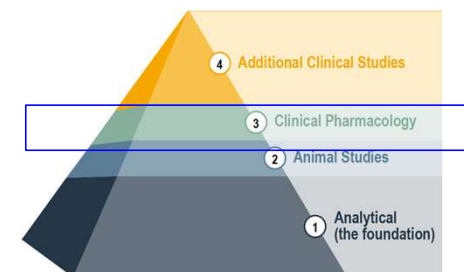 4 Additional Clinical Studies
3 Clinical Pharmacology
2 Animal Studies
1 Analytical
(the foundation)